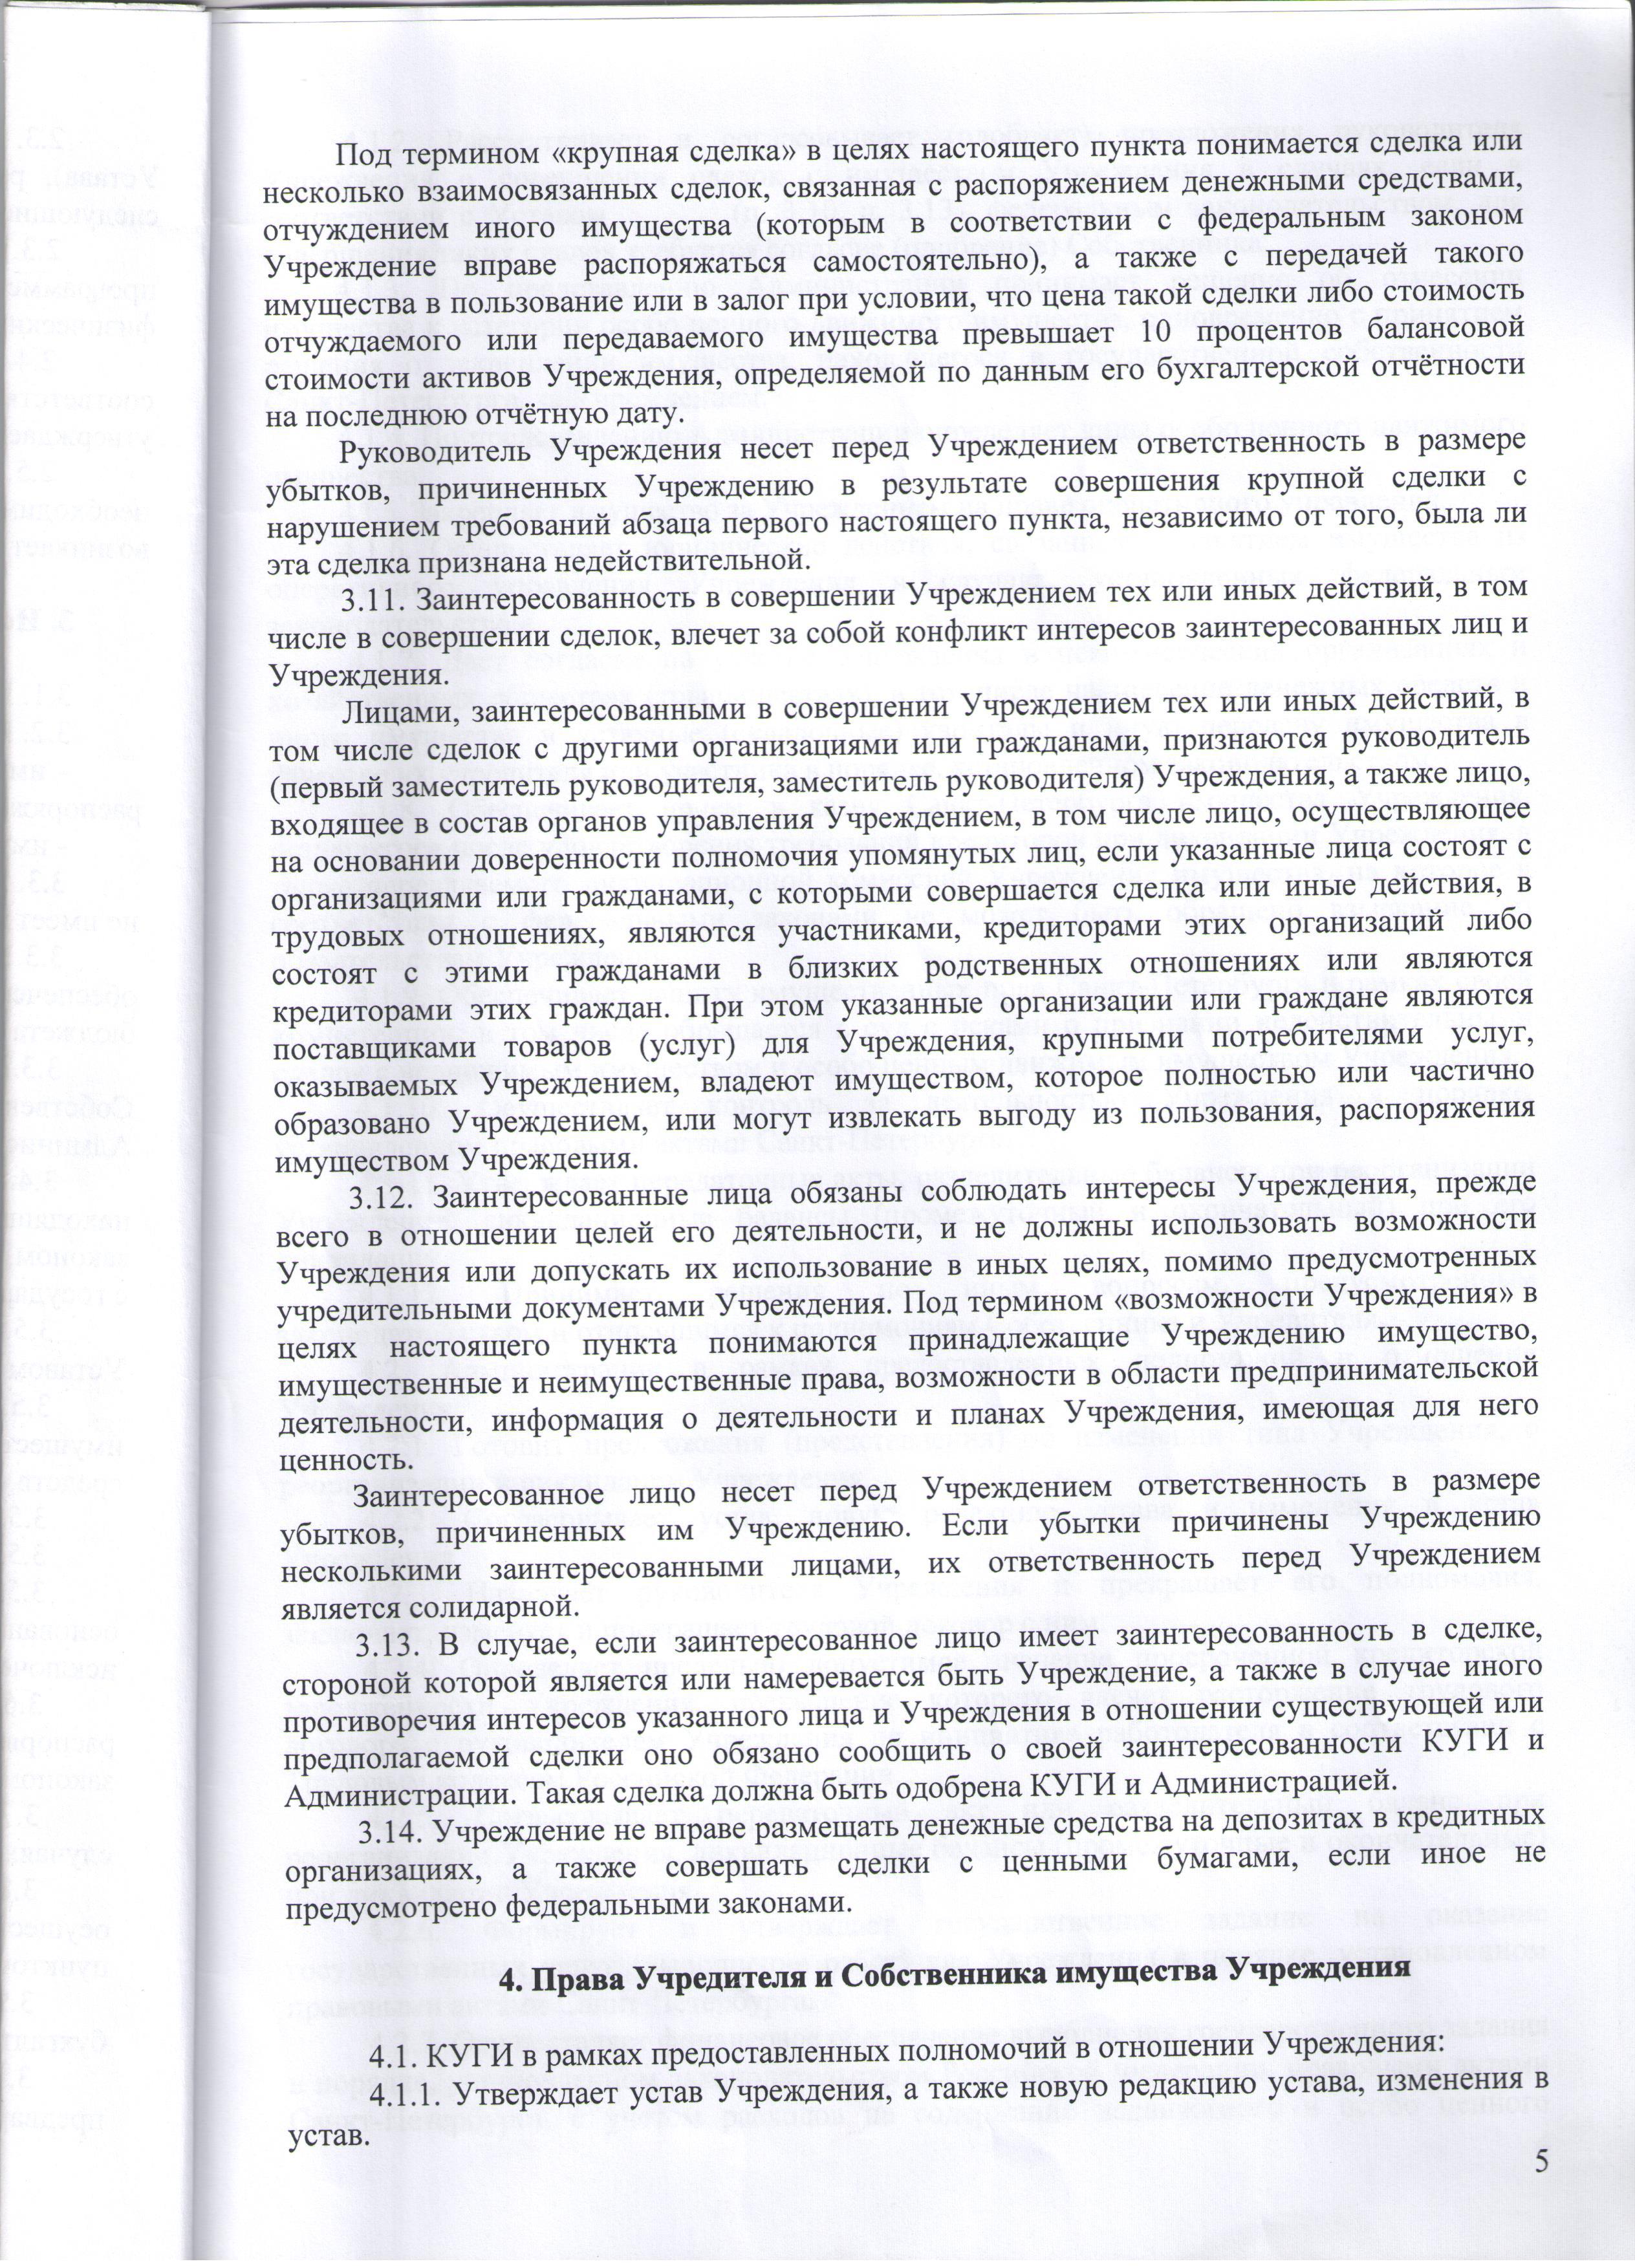 Под термином «крупная сделка» в целях настоящего пункта понимается сделка или
несколько взаимосвязанных сделок, связанная с распоряжением денежными средствами,
отчуждением иного имущества (которым в соответствии с федеральным законом
Учреждение вправе распоряжаться самостоятельно), а также с передачей такого
имущества в пользование или в залог при условии, что цена такой сделки либо стоимость
отчуждаемого или передаваемого имущества превышает 10 процентов балансовой
стоимости активов Учреждения, определяемой по данным его бухгалтерской отчётности
на последнюю отчётную дату.
Руководитель Учреждения несет перед Учреждением ответственность в размере
убытков, причиненных Учреждению в результате совершения крупной сделки с
нарушением требований абзаца первого настоящего пункта, независимо от того, была ли
эта сделка признана недействительной.
3.11. Заинтересованность в совершении Учреждением тех или иных действий, в том
числе в совершении сделок, влечет за собой конфликт интересов заинтересованных лиц и
Учреждения.
Лицами, заинтересованными в совершении Учреждением тех или иных действий, в
том числе сделок с другими организациями или гражданами, признаются руководитель
(первый заместитель руководителя, заместитель руководителя) Учреждения, а также лицо,
входящее в состав органов управления Учреждением, в том числе лицо, осуществляющее
на основании доверенности полномочия упомянутых лиц, если указанные лица состоят с
организациями или гражданами, с которыми совершается сделка или иные действия, в
трудовых отношениях, являются участниками, кредиторами этих организаций либо
состоят с этими гражданами в близких родственных отношениях или являются
кредиторами этих граждан. При этом указанные организации или граждане являются
поставщиками товаров (услуг) для Учреждения, крупными потребителями услуг,
оказываемых Учреждением, владеют имуществом, которое полностью или частично
образовано Учреждением, или могут извлекать выгоду из пользования, распоряжения
имуществом Учреждения.
3.12. Заинтересованные лица обязаны соблюдать интересы Учреждения, прежде
всего в отношении целей его деятельности, и не должны использовать возможности
Учреждения или допускать их использование в иных целях, помимо предусмотренных
учредительными документами Учреждения. Под термином «возможности Учреждения» в
целях настоящего пункта понимаются принадлежащие Учреждению имущество,
имущественные и неимущественные права, возможности в области предпринимательской
деятельности, информация о деятельности и планах Учреждения, имеющая для него
ценность.
Заинтересованное лицо несет перед Учреждением ответственность в размере
убытков, причиненных им Учреждению. Если убытки причинены Учреждению
несколькими заинтересованными лицами, их ответственность перед Учреждением
является солидарной.
3.13. В случае, если заинтересованное лицо имеет заинтересованность в сделке,
стороной которой является или намеревается быть Учреждение, а также в случае иного
противоречия интересов указанного лица и Учреждения в отношении существующей или
предполагаемой сделки оно обязано сообщить о своей заинтересованности КУГИ и
Администрации. Такая сделка должна быть одобрена КУГИ и Администрацией.
3.14. Учреждение не вправе размещать денежные средства на депозитах в кредитных
организациях, а также совершать сделки с ценными бумагами, если иное не
предусмотрено федеральными законами.
4. Права Учредителя и Собственника имущества Учреждения
4.1. КУГИ в рамках предоставленных полномочий в отношении Учреждения:
4.1.1. Утверждает устав Учреждения, а также новую редакцию устава, изменения в
устав.
5